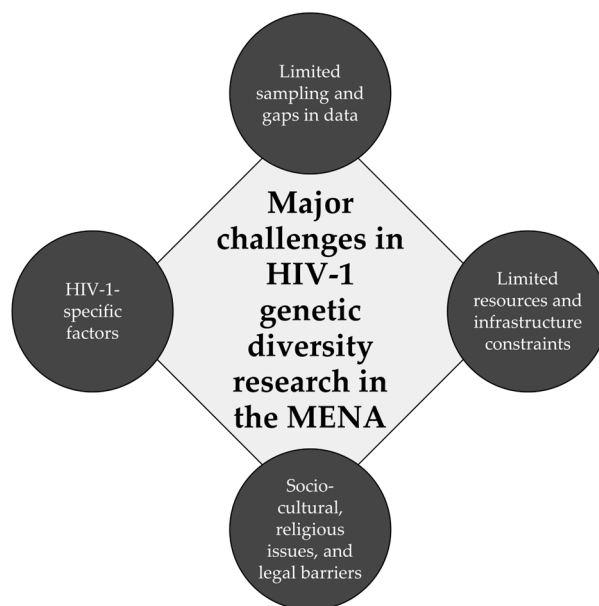 Limited
sampling and
gaps in data
Major
challenges in
HIV-1
genetic
diversity
research in
the MENA
HIV-1-
specific
factors
Limited
resources and
infrastructure
constraints
Socio-
cultural,
religious
issues, and
legal barriers